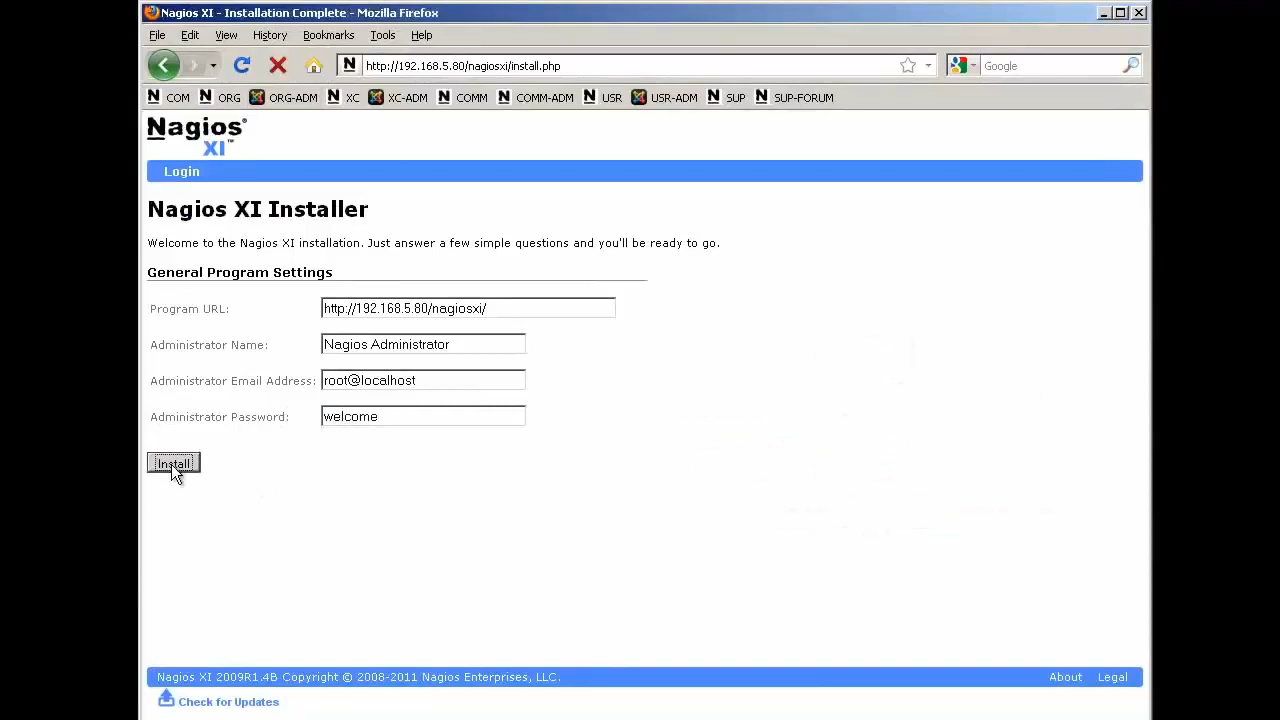 Nagios XI - Installation Complete - Mozilla Firefox
File Edit View History Bookmarks Tools Help
N http://192.168.5.80/nagiosxi/install.php Google
N COM N ORG ORG-ADM N XC XC-ADM N COMM N COMM-ADM N USR USR-ADM N SUP N SUP-FORUM
Nagios®
XI™
Login
Nagios XI Installer
Welcome to the Nagios XI installation. Just answer a few simple questions and you'll be ready to go.
General Program Settings
Program URL: http://192.168.5.80/nagiosxi/
Administrator Name: Nagios Administrator
Administrator Email Address: root@localhost
Administrator Password: welcome
Install
Nagios XI 2009R1.4B Copyright © 2008-2011 Nagios Enterprises, LLC. About Legal
Check for Updates